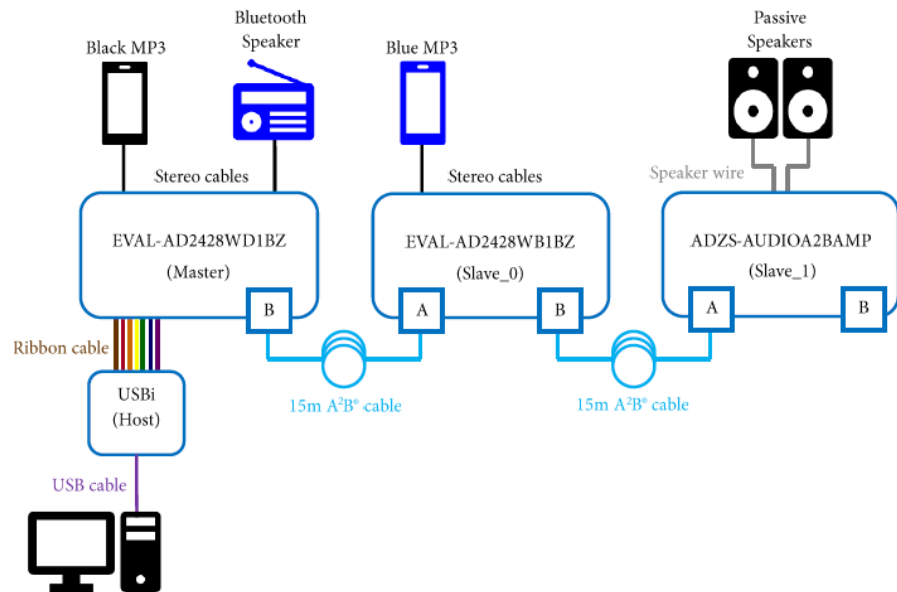 Black MP3
Bluetooth
Speaker
Blue MP3
Passive
Speakers
Stereo cables
Stereo cables
Speaker wire
EVAL-AD2428WD1BZ
(Master)
B
EVAL-AD2428WB1BZ
(Slave_0)
A
B
ADZS-AUDIOA2BAMP
(Slave_1)
A
B
Ribbon cable
USBi
(Host)
15m A²B® cable
15m A²B® cable
USB cable